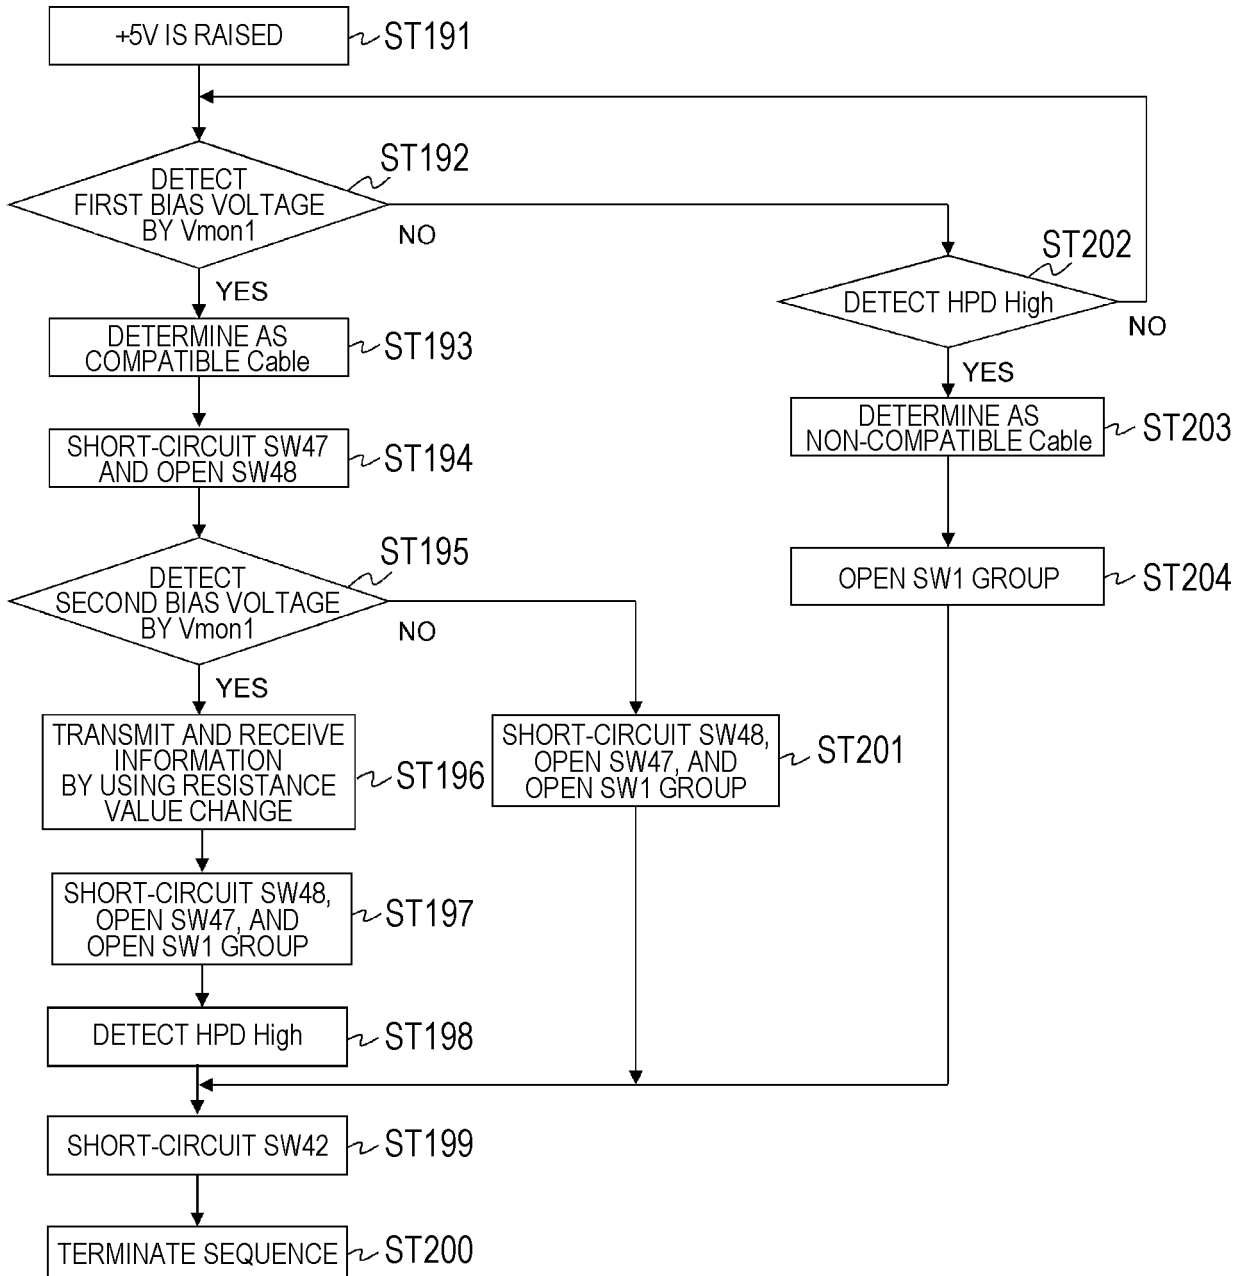 +5V IS RAISED
ST191
DETECT
FIRST BIAS VOLTAGE
BY Vmon1
ST192
NO
YES
DETERMINE AS
COMPATIBLE Cable
ST193
SHORT-CIRCUIT SW47
AND OPEN SW48
ST194
DETECT
SECOND BIAS VOLTAGE
BY Vmon1
ST195
NO
YES
TRANSMIT AND RECEIVE
INFORMATION
BY USING RESISTANCE
VALUE CHANGE
ST196
SHORT-CIRCUIT SW48,
OPEN SW47, AND
OPEN SW1 GROUP
ST197
DETECT HPD High
ST198
SHORT-CIRCUIT SW42
ST199
TERMINATE SEQUENCE
ST200
SHORT-CIRCUIT SW48,
OPEN SW47, AND
OPEN SW1 GROUP
ST201
DETECT HPD High
ST202
NO
YES
DETERMINE AS
NON-COMPATIBLE Cable
ST203
OPEN SW1 GROUP
ST204